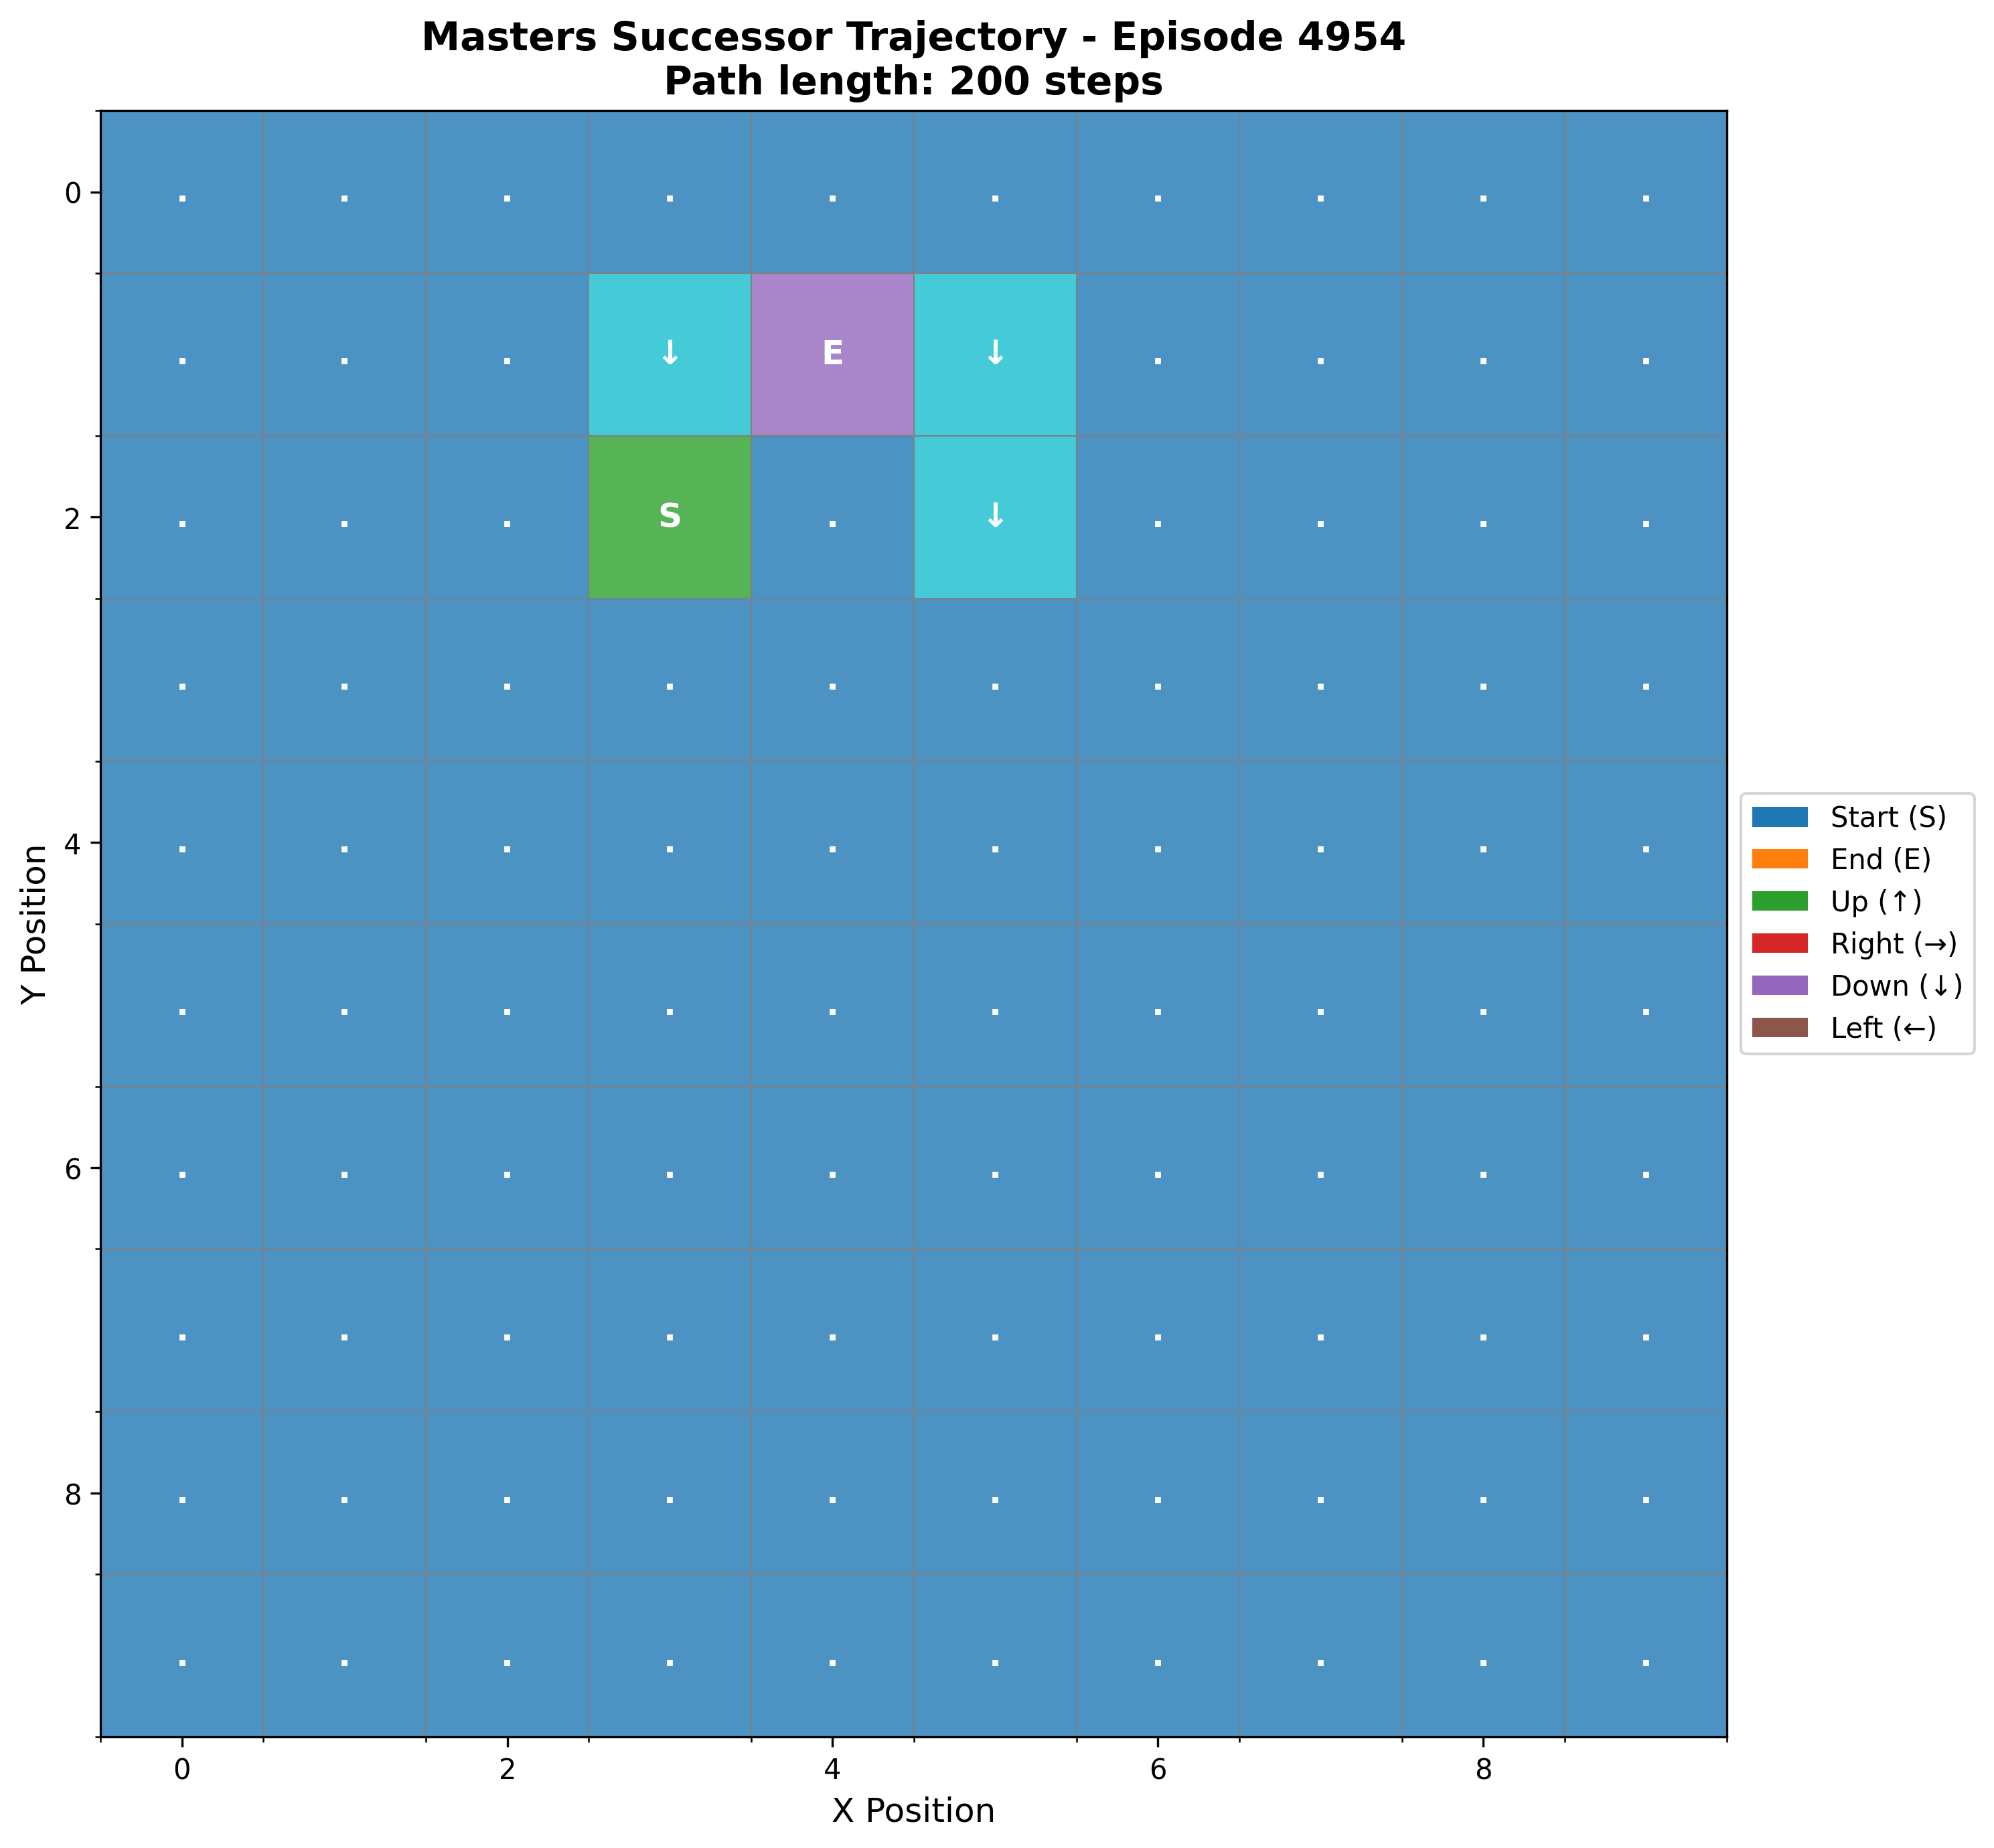 Masters Successor Trajectory - Episode 4954
Path length: 200 steps
0
↓ E ↓
2
S ↓
4
6
8
Y Position
0 2 4 6 8
X Position
Start (S)
End (E)
Up (↑)
Right (→)
Down (↓)
Left (←)